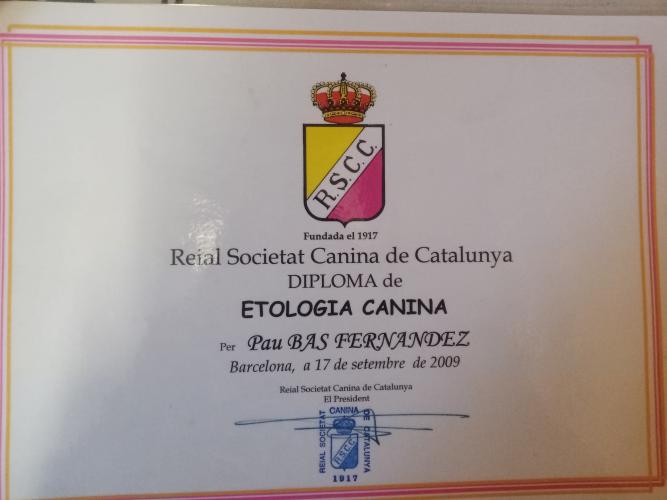 R.S.C.C.
Fundada el 1917
Reial Societat Canina de Catalunya
DIPLOMA de
ETOLOGIA CANINA
Per Pau BAS FERNANDEZ
Barcelona, a 17 de setembre de 2009
Reial Societat Canina de Catalunya
El President
REIAL SOCIETAT CANINA DE CATALUNYA
R.S.C.C.
1917